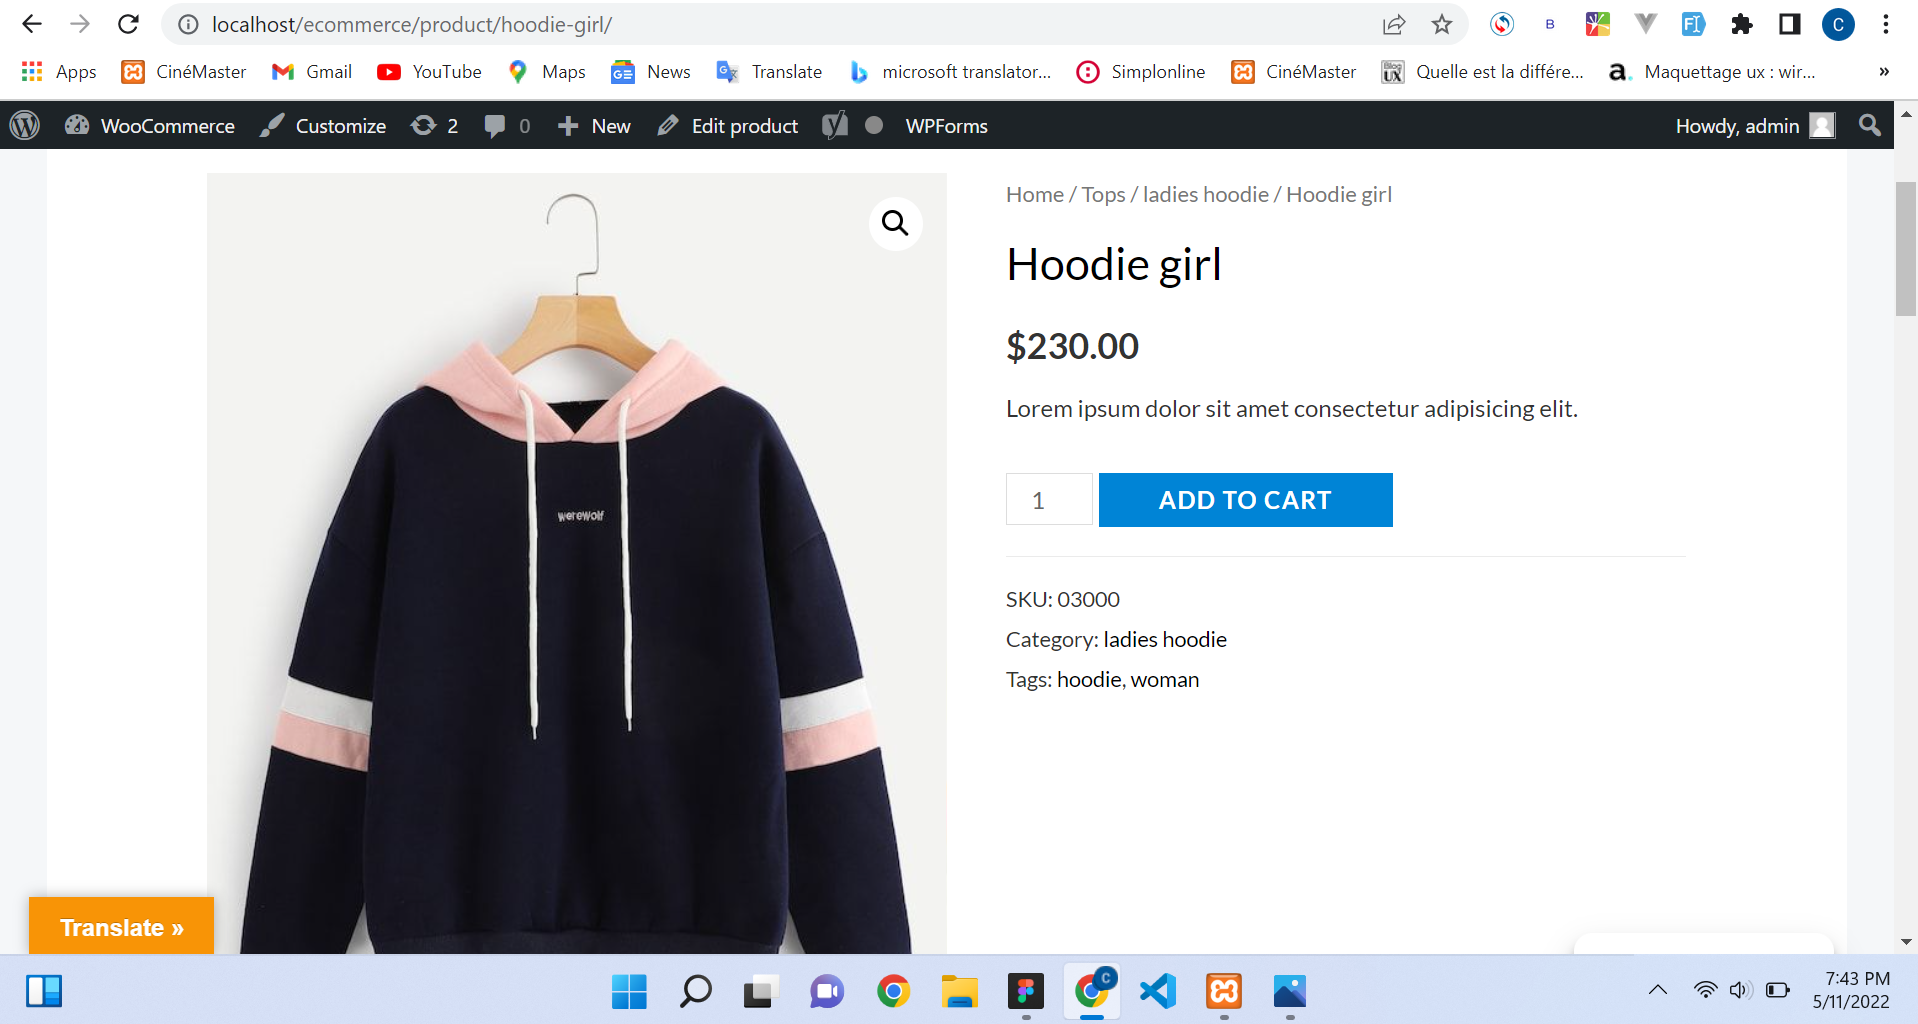 localhost/ecommerce/product/hoodie-girl/
B
C
Apps CinéMaster Gmail YouTube Maps News Translate microsoft translator... Simplonline CinéMaster Blog UX Quelle est la différe... a. Maquettage ux : wir... »
WooCommerce Customize 2 0 New Edit product WPForms Howdy, admin
Home / Tops / ladies hoodie / Hoodie girl
Hoodie girl
$230.00
Lorem ipsum dolor sit amet consectetur adipisicing elit.
1 ADD TO CART
werewolf
SKU: 03000
Category: ladies hoodie
Tags: hoodie, woman
Translate »
C
7:43 PM
5/11/2022